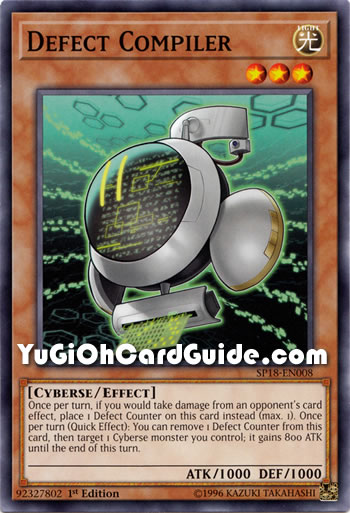 DEFECT COMPILER
LIGHT
光
YuGiOhCardGuide.com
SP18-EN008
[CYBERSE/EFFECT]
Once per turn, if you would take damage from an opponent's card
effect, place 1 Defect Counter on this card instead (max. 1). Once
per turn (Quick Effect): You can remove 1 Defect Counter from this
card, then target 1 Cyberse monster you control; it gains 800 ATK
until the end of this turn.
ATK/1000 DEF/1000
92327802 1st Edition ©1996 KAZUKI TAKAHASHI